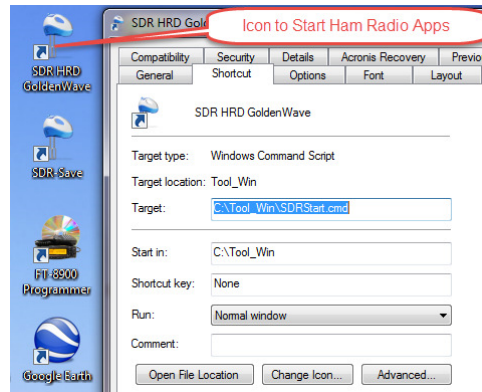 SDR HRD Gol
Icon to Start Ham Radio Apps
SDR HRD
GoldenWave
SDR-Save
FT-8900
Programmer
Google Earth
Compatibility Security Details Acronis Recovery Previo
General Shortcut Options Font Layout
SDR HRD GoldenWave
Target type: Windows Command Script
Target location: Tool_Win
Target: C:\Tool_Win\SDRStart.cmd
Start in: C:\Tool_Win
Shortcut key: None
Run: Normal window
Comment:
Open File Location Change Icon... Advanced...